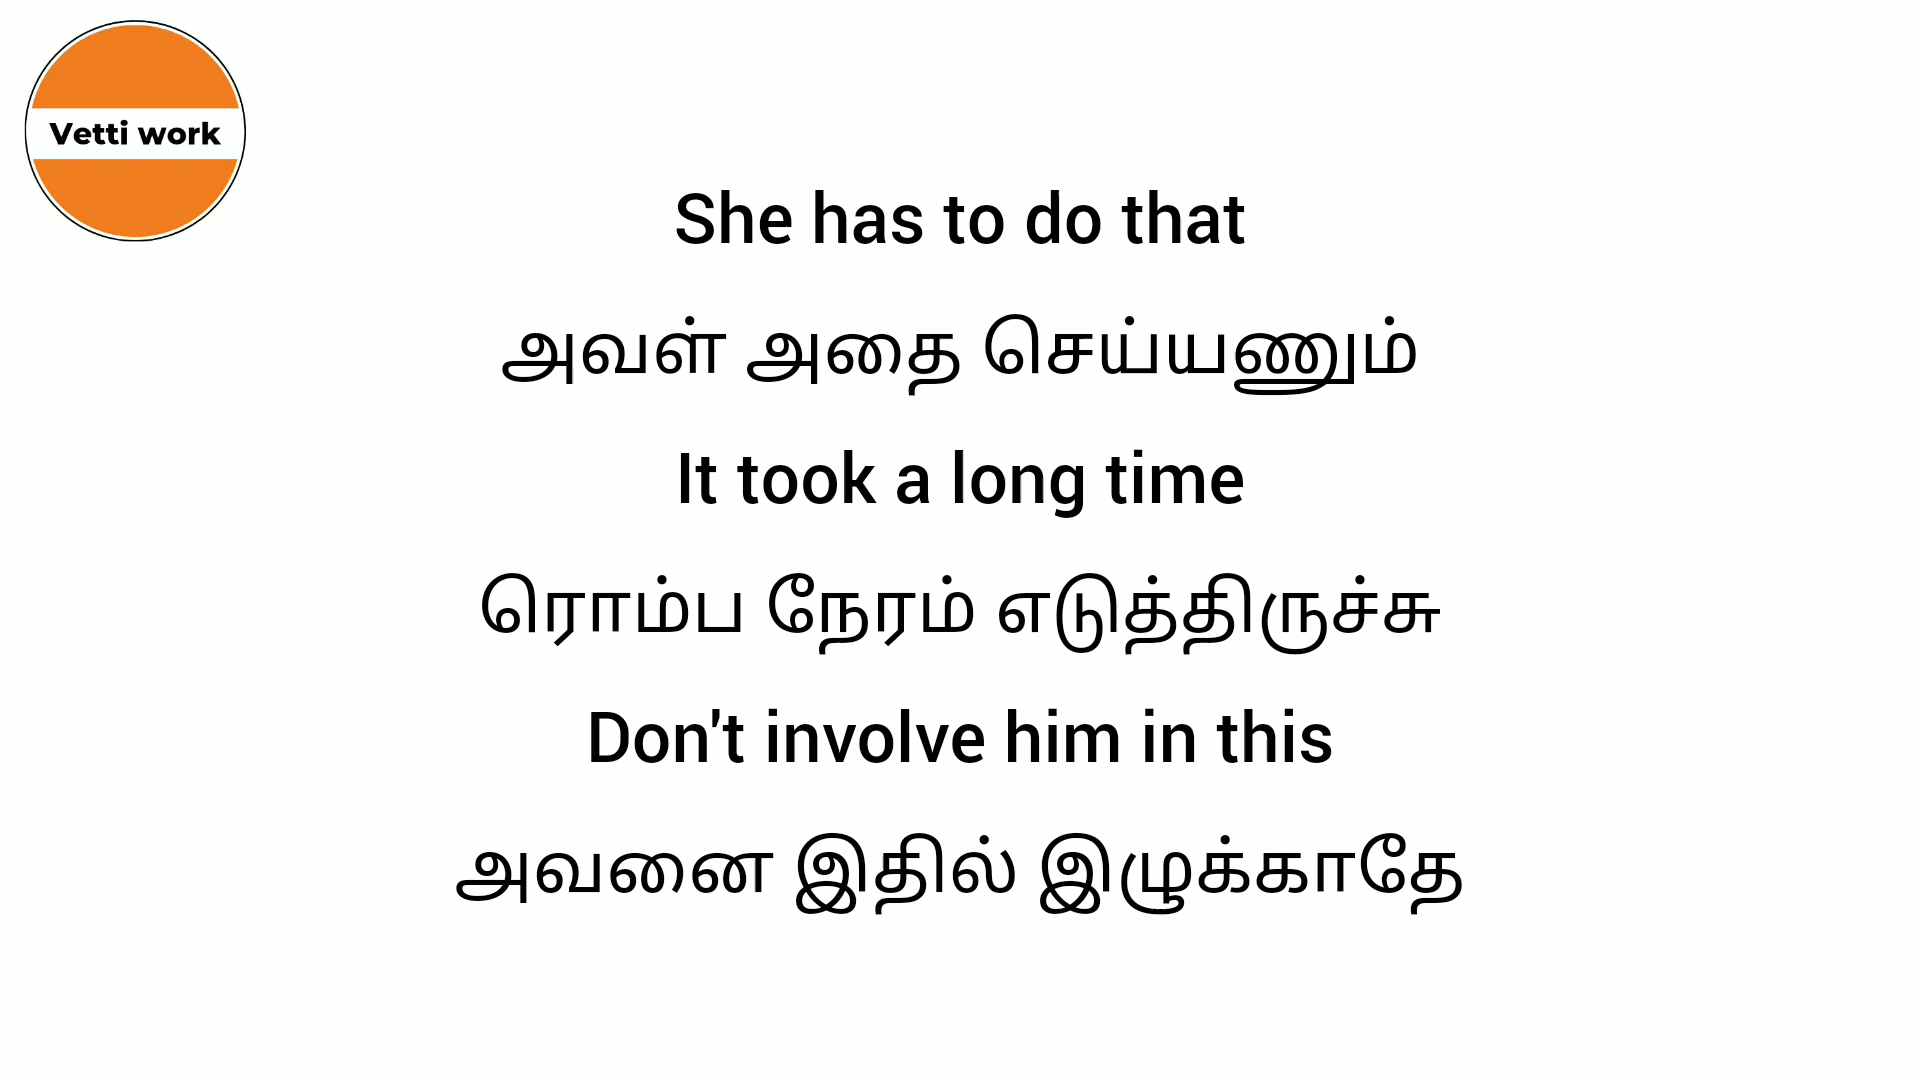 Vetti work
She has to do that
அவள் அதை செய்யணும்
It took a long time
ரொம்ப நேரம் எடுத்திருச்சு
Don't involve him in this
அவனை இதில் இழுக்காதே